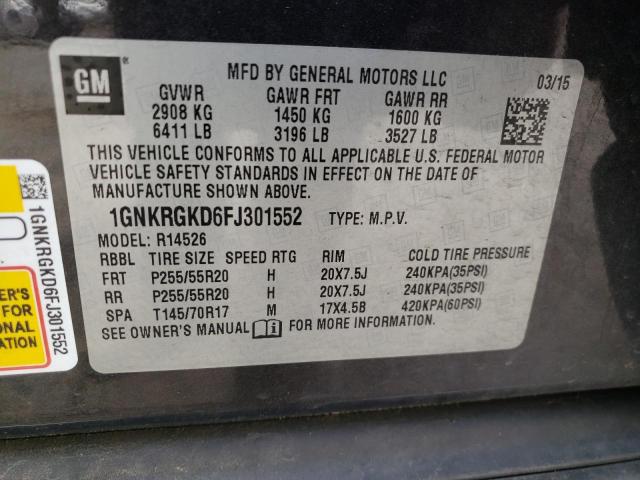 GM
MFD BY GENERAL MOTORS LLC
03/15
GVWR GAWR FRT GAWR RR
2908 KG 1450 KG 1600 KG
6411 LB 3196 LB 3527 LB
THIS VEHICLE CONFORMS TO ALL APPLICABLE U.S. FEDERAL MOTOR
VEHICLE SAFETY STANDARDS IN EFFECT ON THE DATE OF
MANUFACTURE SHOWN ABOVE.
1GNKRGKD6FJ301552 TYPE: M.P.V.
MODEL: R14526
RBBL TIRE SIZE SPEED RTG RIM COLD TIRE PRESSURE
FRT P255/55R20 H 20X7.5J 240KPA(35PSI)
RR P255/55R20 H 20X7.5J 240KPA(35PSI)
SPA T145/70R17 M 17X4.5B 420KPA(60PSI)
SEE OWNER'S MANUAL FOR MORE INFORMATION.
1GNKRGKD6FJ301552
ER'S
FOR
ONAL
TION